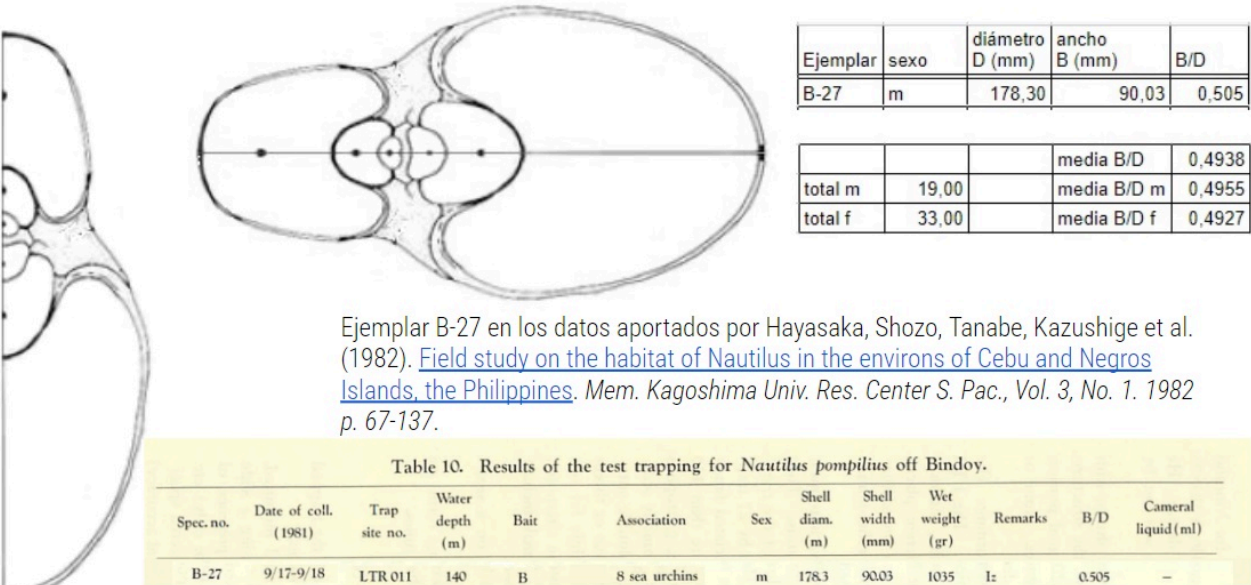 Ejemplar sexo diámetro D (mm) ancho B (mm) B/D
B-27 m 178,30 90,03 0,505
media B/D 0,4938
total m 19,00 media B/D m 0,4955
total f 33,00 media B/D f 0,4927
Ejemplar B-27 en los datos aportados por Hayasaka, Shozo, Tanabe, Kazushige et al.
(1982). Field study on the habitat of Nautilus in the environs of Cebu and Negros
Islands, the Philippines. Mem. Kagoshima Univ. Res. Center S. Pac., Vol. 3, No. 1. 1982
p. 67-137.
Table 10. Results of the test trapping for Nautilus pompilius off Bindoy.
Spec. no. Date of coll. (1981) Trap site no. Water depth (m) Bait Association Sex Shell diam. (m) Shell width (mm) Wet weight (gr) Remarks B/D Cameral liquid (ml)
B-27 9/17-9/18 LTR 011 140 B 8 sea urchins m 178.3 90.03 1035 0.505 –